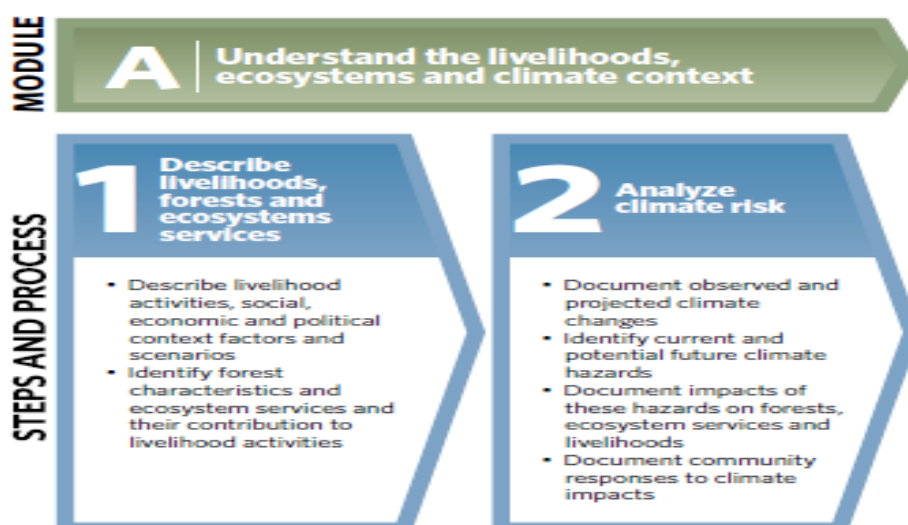 MODULE
A
Understand the livelihoods,
ecosystems and climate context
STEPS AND PROCESS
1
Describe
livelihoods,
forests and
ecosystems
services
• Describe livelihood
activities, social,
economic and political
context factors and
scenarios
• Identify forest
characteristics and
ecosystem services and
their contribution to
livelihood activities
2
Analyze
climate risk
• Document observed and
projected climate
changes
• Identify current and
potential future climate
hazards
• Document impacts of
these hazards on forests,
ecosystem services and
livelihoods
• Document community
responses to climate
impacts